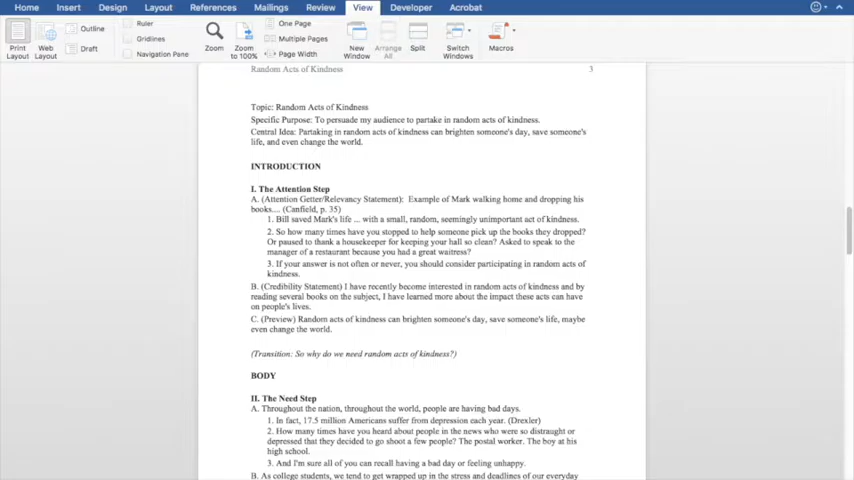 Home Insert Design Layout References Mailings Review View Developer Acrobat
Print Layout
Web Layout
Outline
Draft
Ruler
Gridlines
Navigation Pane
Zoom
Zoom to 100%
One Page
Multiple Pages
Page Width
New Window
Arrange All
Split
Switch Windows
Macros
Random Acts of Kindness 3
Topic: Random Acts of Kindness
Specific Purpose: To persuade my audience to partake in random acts of kindness.
Central Idea: Partaking in random acts of kindness can brighten someone's day, save someone's
life, and even change the world.
INTRODUCTION
I. The Attention Step
A. (Attention Getter/Relevancy Statement): Example of Mark walking home and dropping his
books.... (Canfield, p. 35)
1. Bill saved Mark's life ... with a small, random, seemingly unimportant act of kindness.
2. So how many times have you stopped to help someone pick up the books they dropped?
Or paused to thank a housekeeper for keeping your hall so clean? Asked to speak to the
manager of a restaurant because you had a great waitress?
3. If your answer is not often or never, you should consider participating in random acts of
kindness.
B. (Credibility Statement) I have recently become interested in random acts of kindness and by
reading several books on the subject, I have learned more about the impact these acts can have
on people's lives.
C. (Preview) Random acts of kindness can brighten someone's day, save someone's life, maybe
even change the world.
(Transition: So why do we need random acts of kindness?)
BODY
II. The Need Step
A. Throughout the nation, throughout the world, people are having bad days.
1. In fact, 17.5 million Americans suffer from depression each year. (Drexler)
2. How many times have you heard about people in the news who were so distraught or
depressed that they decided to go shoot a few people? The postal worker. The boy at his
high school.
3. And I'm sure all of you can recall having a bad day or feeling unhappy.
B. As college students, we tend to get wrapped up in the stress and deadlines of our everyday